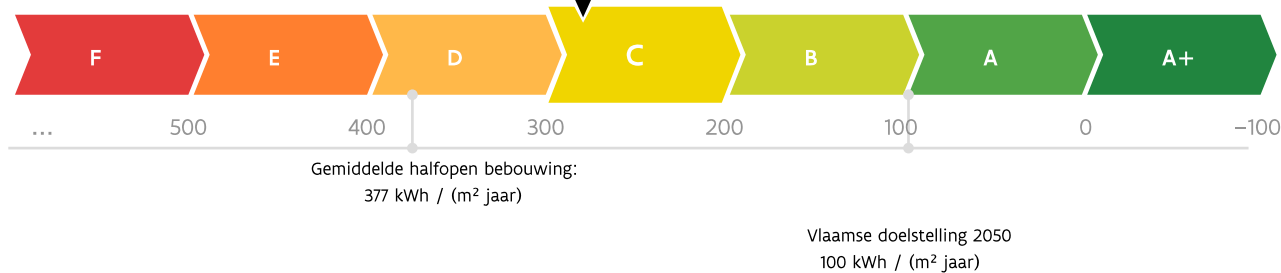 F E D C B A A+
... 500 400 300 200 100 0 −100
Gemiddelde halfopen bebouwing:
377 kWh / (m² jaar)
Vlaamse doelstelling 2050
100 kWh / (m² jaar)